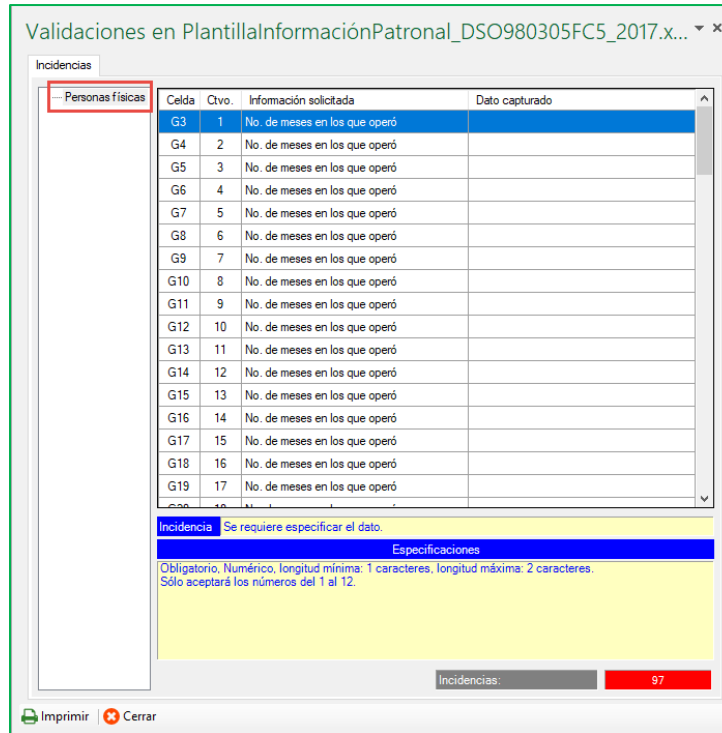 Validaciones en PlantillaInformaciónPatronal_DSO980305FC5_2017.x...
Incidencias
Personas físicas
Celda Ctvo. Información solicitada Dato capturado
G3 1 No. de meses en los que operó
G4 2 No. de meses en los que operó
G5 3 No. de meses en los que operó
G6 4 No. de meses en los que operó
G7 5 No. de meses en los que operó
G8 6 No. de meses en los que operó
G9 7 No. de meses en los que operó
G10 8 No. de meses en los que operó
G11 9 No. de meses en los que operó
G12 10 No. de meses en los que operó
G13 11 No. de meses en los que operó
G14 12 No. de meses en los que operó
G15 13 No. de meses en los que operó
G16 14 No. de meses en los que operó
G17 15 No. de meses en los que operó
G18 16 No. de meses en los que operó
G19 17 No. de meses en los que operó
Incidencia Se requiere especificar el dato.
Especificaciones
Obligatorio, Numérico, longitud mínima: 1 caracteres, longitud máxima: 2 caracteres.
Sólo aceptará los números del 1 al 12.
Incidencias: 97
Imprimir Cerrar